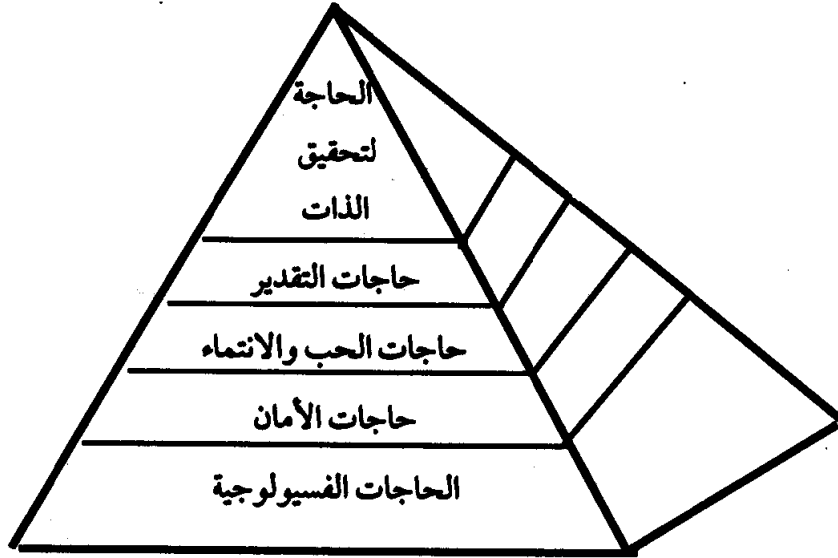 الحاجة
لتحقيق
الذات
حاجات التقدير
حاجات الحب والانتماء
حاجات الأمان
الحاجات الفسيولوجية